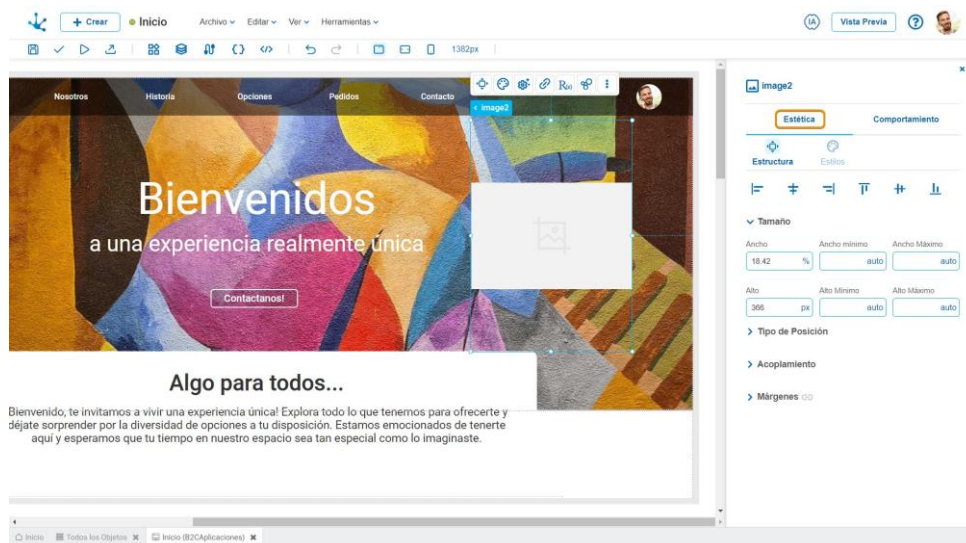 + Crear
Inicio
Archivo Editar Ver Herramientas
IA
Vista Previa
?
1382px
Nosotros Historia Opciones Pedidos Contacto
image2
Bienvenidos
a una experiencia realmente única
Contactanos!
Algo para todos...
Bienvenido, te invitamos a vivir una experiencia única! Explora todo lo que tenemos para ofrecerte y
déjate sorprender por la diversidad de opciones a tu disposición. Estamos emocionados de tenerte
aquí y esperamos que tu tiempo en nuestro espacio sea tan especial como lo imaginaste.
image2
Estética Comportamiento
Estructura Estilos
Tamaño
Ancho Ancho mínimo Ancho Máximo
18.42 % auto auto
Alto Alto Mínimo Alto Máximo
366 px auto auto
Tipo de Posición
Acoplamiento
Márgenes
Inicio Todos los Objetos Inicio (B2CAplicaciones)